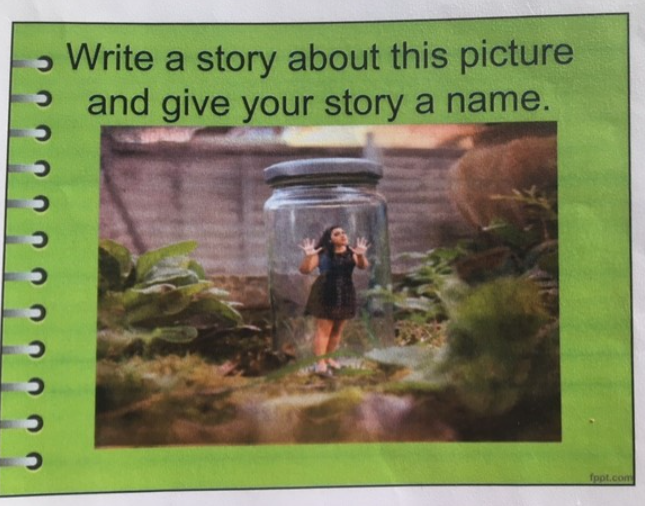 Write a story about this picture
and give your story a name.
fppt.com